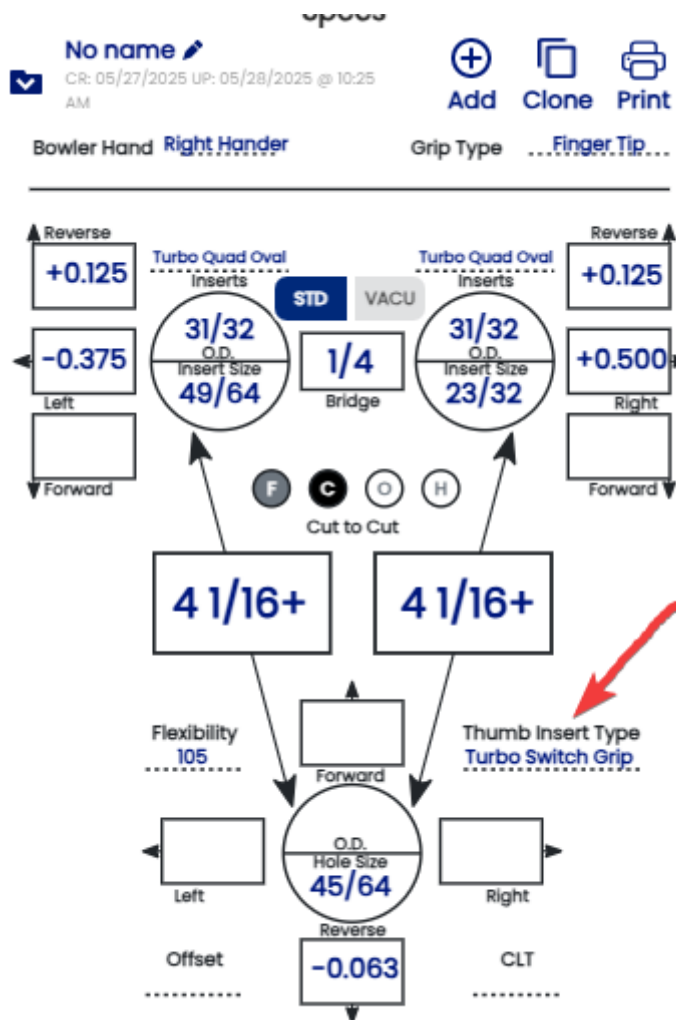 specs
No name
CR: 05/27/2025 UP: 05/28/2025 @ 10:25
AM
Add Clone Print
Bowler Hand Right Hander Grip Type Finger Tip
Reverse Reverse
+0.125 Turbo Quad Oval Turbo Quad Oval +0.125
Inserts Inserts
STD VACU
31/32 31/32
-0.375 O.D. 1/4 O.D. +0.500
Insert Size Insert Size
49/64 Bridge 23/32
Left Right
Forward F C O H Forward
Cut to Cut
4 1/16+ 4 1/16+
Flexibility Thumb Insert Type
105 Turbo Switch Grip
Forward
O.D.
Hole Size
45/64
Left Right
Reverse
Offset -0.063 CLT